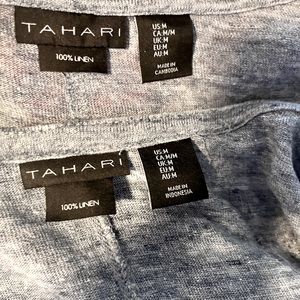 TAHARI
100% LINEN
US:M
CA:M/M
UK:M
EU:M
AU:M
MADE IN
CAMBODIA
TAHARI
100% LINEN
US:M
CA:M/M
UK:M
EU:M
AU:M
MADE IN
INDONESIA